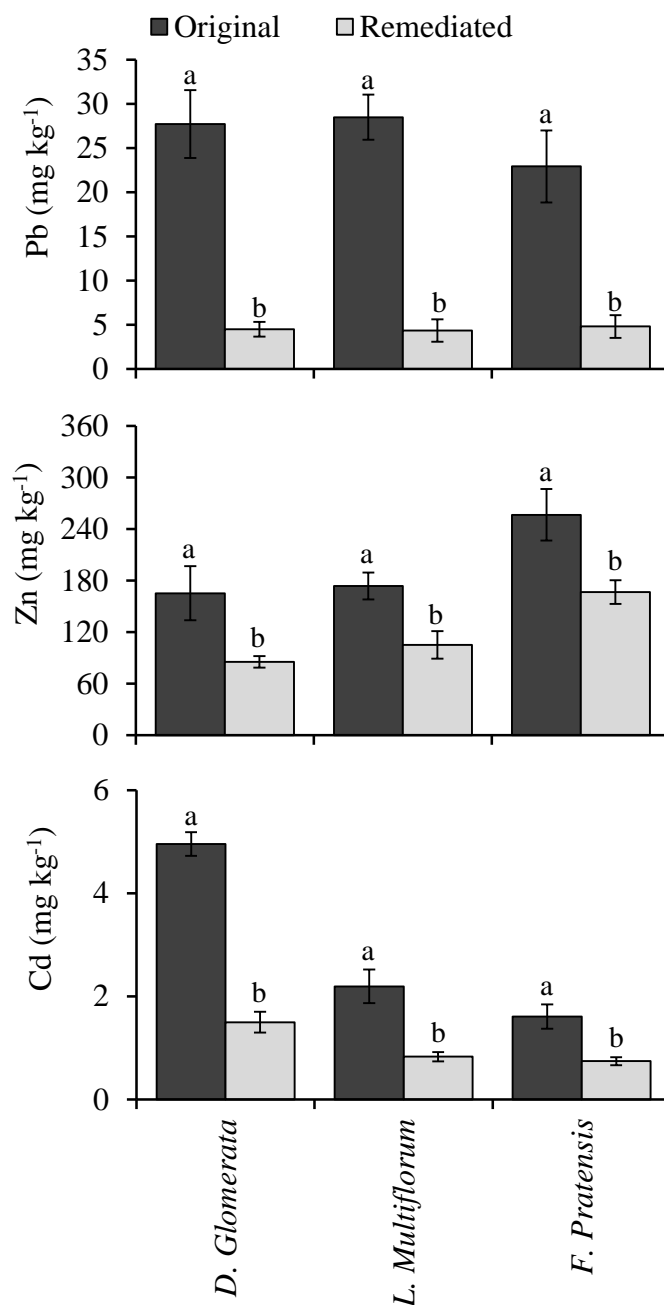 Original Remediated
Pb (mg kg-1)
35
30
25
20
15
10
5
0
a
b
a
b
a
b
Zn (mg kg-1)
360
300
240
180
120
60
0
a
b
a
b
a
b
Cd (mg kg-1)
6
4
2
0
a
b
a
b
a
b
D. Glomerata
L. Multiflorum
F. Pratensis